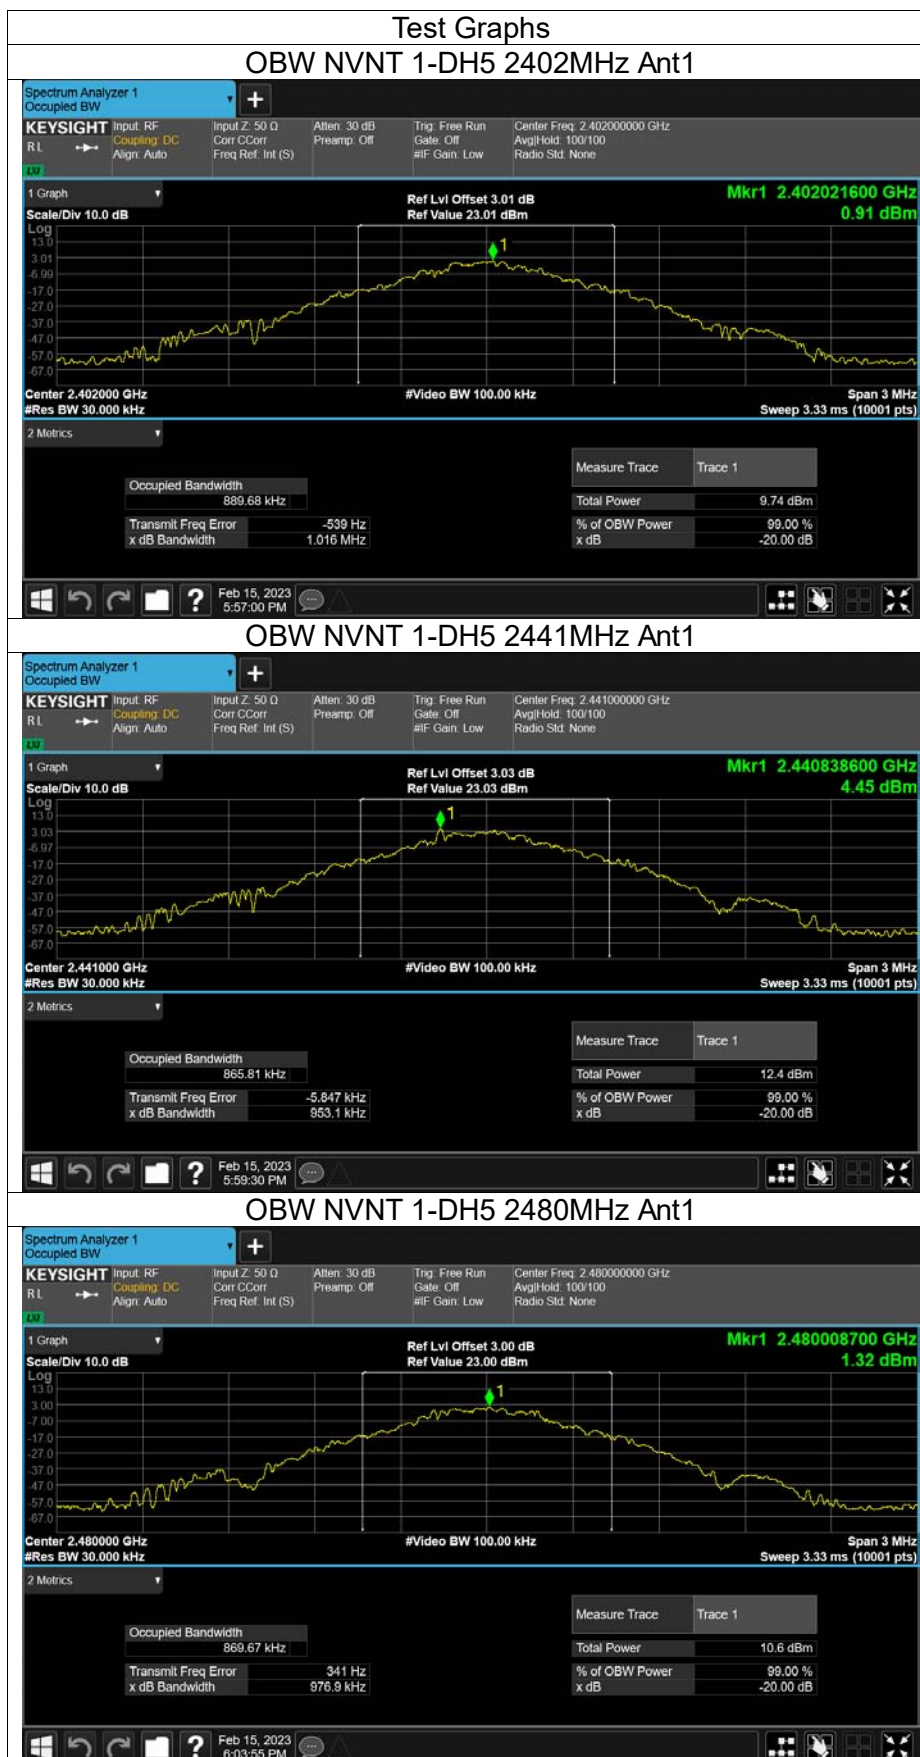 Test Graphs
OBW NVNT 1-DH5 2402MHz Ant1
Spectrum Analyzer 1
Occupied BW
+
KEYSIGHT Input: RF Input Z: 50 Ω Atten: 30 dB Trig: Free Run Center Freq: 2.402000000 GHz
RL Coupling: DC Corr CCorr Preamp: Off Gate: Off Avg|Hold: 100/100
Align: Auto Freq Ref: Int (S) #IF Gain: Low Radio Std: None
LXI
1 Graph Ref Lvl Offset 3.01 dB Mkr1 2.402021600 GHz
Scale/Div 10.0 dB Ref Value 23.01 dBm 0.91 dBm
Log
13.0
3.01
-6.99
-17.0
-27.0
-37.0
-47.0
-57.0
-67.0
1
Center 2.402000 GHz #Video BW 100.00 kHz Span 3 MHz
#Res BW 30.000 kHz Sweep 3.33 ms (10001 pts)
2 Metrics
Measure Trace Trace 1
Occupied Bandwidth
889.68 kHz Total Power 9.74 dBm
Transmit Freq Error -539 Hz % of OBW Power 99.00 %
x dB Bandwidth 1.016 MHz x dB -20.00 dB
? Feb 15, 2023
5:57:00 PM
OBW NVNT 1-DH5 2441MHz Ant1
Spectrum Analyzer 1
Occupied BW
+
KEYSIGHT Input: RF Input Z: 50 Ω Atten: 30 dB Trig: Free Run Center Freq: 2.441000000 GHz
RL Coupling: DC Corr CCorr Preamp: Off Gate: Off Avg|Hold: 100/100
Align: Auto Freq Ref: Int (S) #IF Gain: Low Radio Std: None
LXI
1 Graph Ref Lvl Offset 3.03 dB Mkr1 2.440838600 GHz
Scale/Div 10.0 dB Ref Value 23.03 dBm 4.45 dBm
Log
13.0
3.03
-6.97
-17.0
-27.0
-37.0
-47.0
-57.0
-67.0
1
Center 2.441000 GHz #Video BW 100.00 kHz Span 3 MHz
#Res BW 30.000 kHz Sweep 3.33 ms (10001 pts)
2 Metrics
Measure Trace Trace 1
Occupied Bandwidth
865.81 kHz Total Power 12.4 dBm
Transmit Freq Error -5.847 kHz % of OBW Power 99.00 %
x dB Bandwidth 953.1 kHz x dB -20.00 dB
? Feb 15, 2023
5:59:30 PM
OBW NVNT 1-DH5 2480MHz Ant1
Spectrum Analyzer 1
Occupied BW
+
KEYSIGHT Input: RF Input Z: 50 Ω Atten: 30 dB Trig: Free Run Center Freq: 2.480000000 GHz
RL Coupling: DC Corr CCorr Preamp: Off Gate: Off Avg|Hold: 100/100
Align: Auto Freq Ref: Int (S) #IF Gain: Low Radio Std: None
LXI
1 Graph Ref Lvl Offset 3.00 dB Mkr1 2.480008700 GHz
Scale/Div 10.0 dB Ref Value 23.00 dBm 1.32 dBm
Log
13.0
3.00
-7.00
-17.0
-27.0
-37.0
-47.0
-57.0
-67.0
1
Center 2.480000 GHz #Video BW 100.00 kHz Span 3 MHz
#Res BW 30.000 kHz Sweep 3.33 ms (10001 pts)
2 Metrics
Measure Trace Trace 1
Occupied Bandwidth
869.67 kHz Total Power 10.6 dBm
Transmit Freq Error 341 Hz % of OBW Power 99.00 %
x dB Bandwidth 976.9 kHz x dB -20.00 dB
? Feb 15, 2023
6:03:55 PM